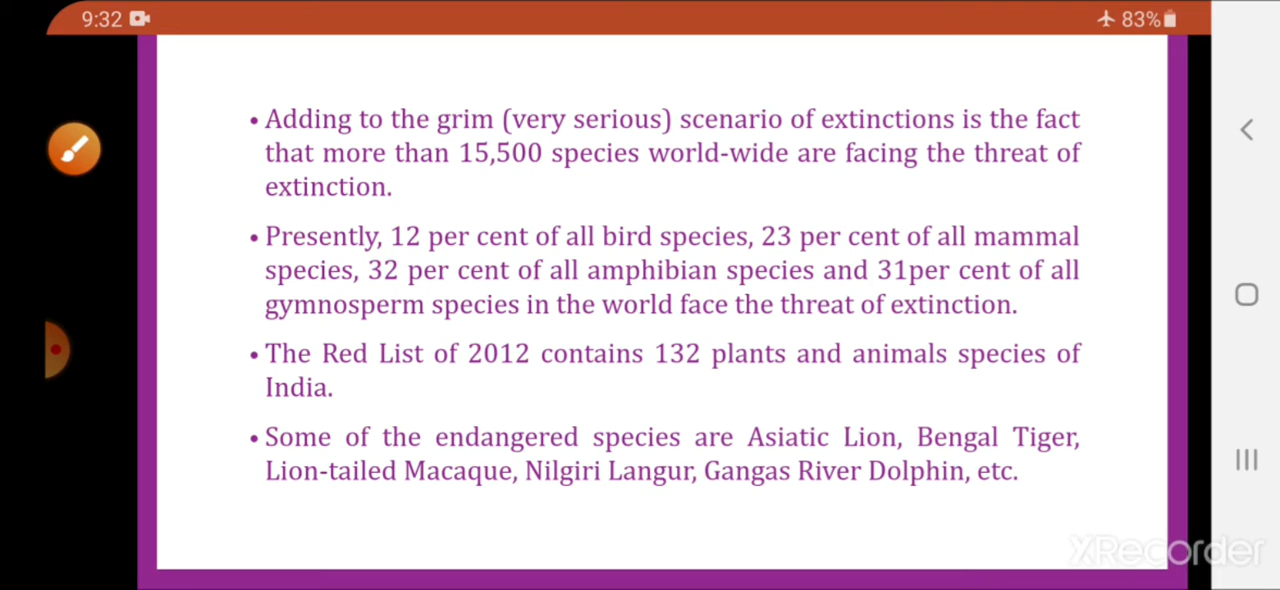 9:32
83%
• Adding to the grim (very serious) scenario of extinctions is the fact
that more than 15,500 species world-wide are facing the threat of
extinction.
• Presently, 12 per cent of all bird species, 23 per cent of all mammal
species, 32 per cent of all amphibian species and 31per cent of all
gymnosperm species in the world face the threat of extinction.
• The Red List of 2012 contains 132 plants and animals species of
India.
• Some of the endangered species are Asiatic Lion, Bengal Tiger,
Lion-tailed Macaque, Nilgiri Langur, Gangas River Dolphin, etc.
XRecorder